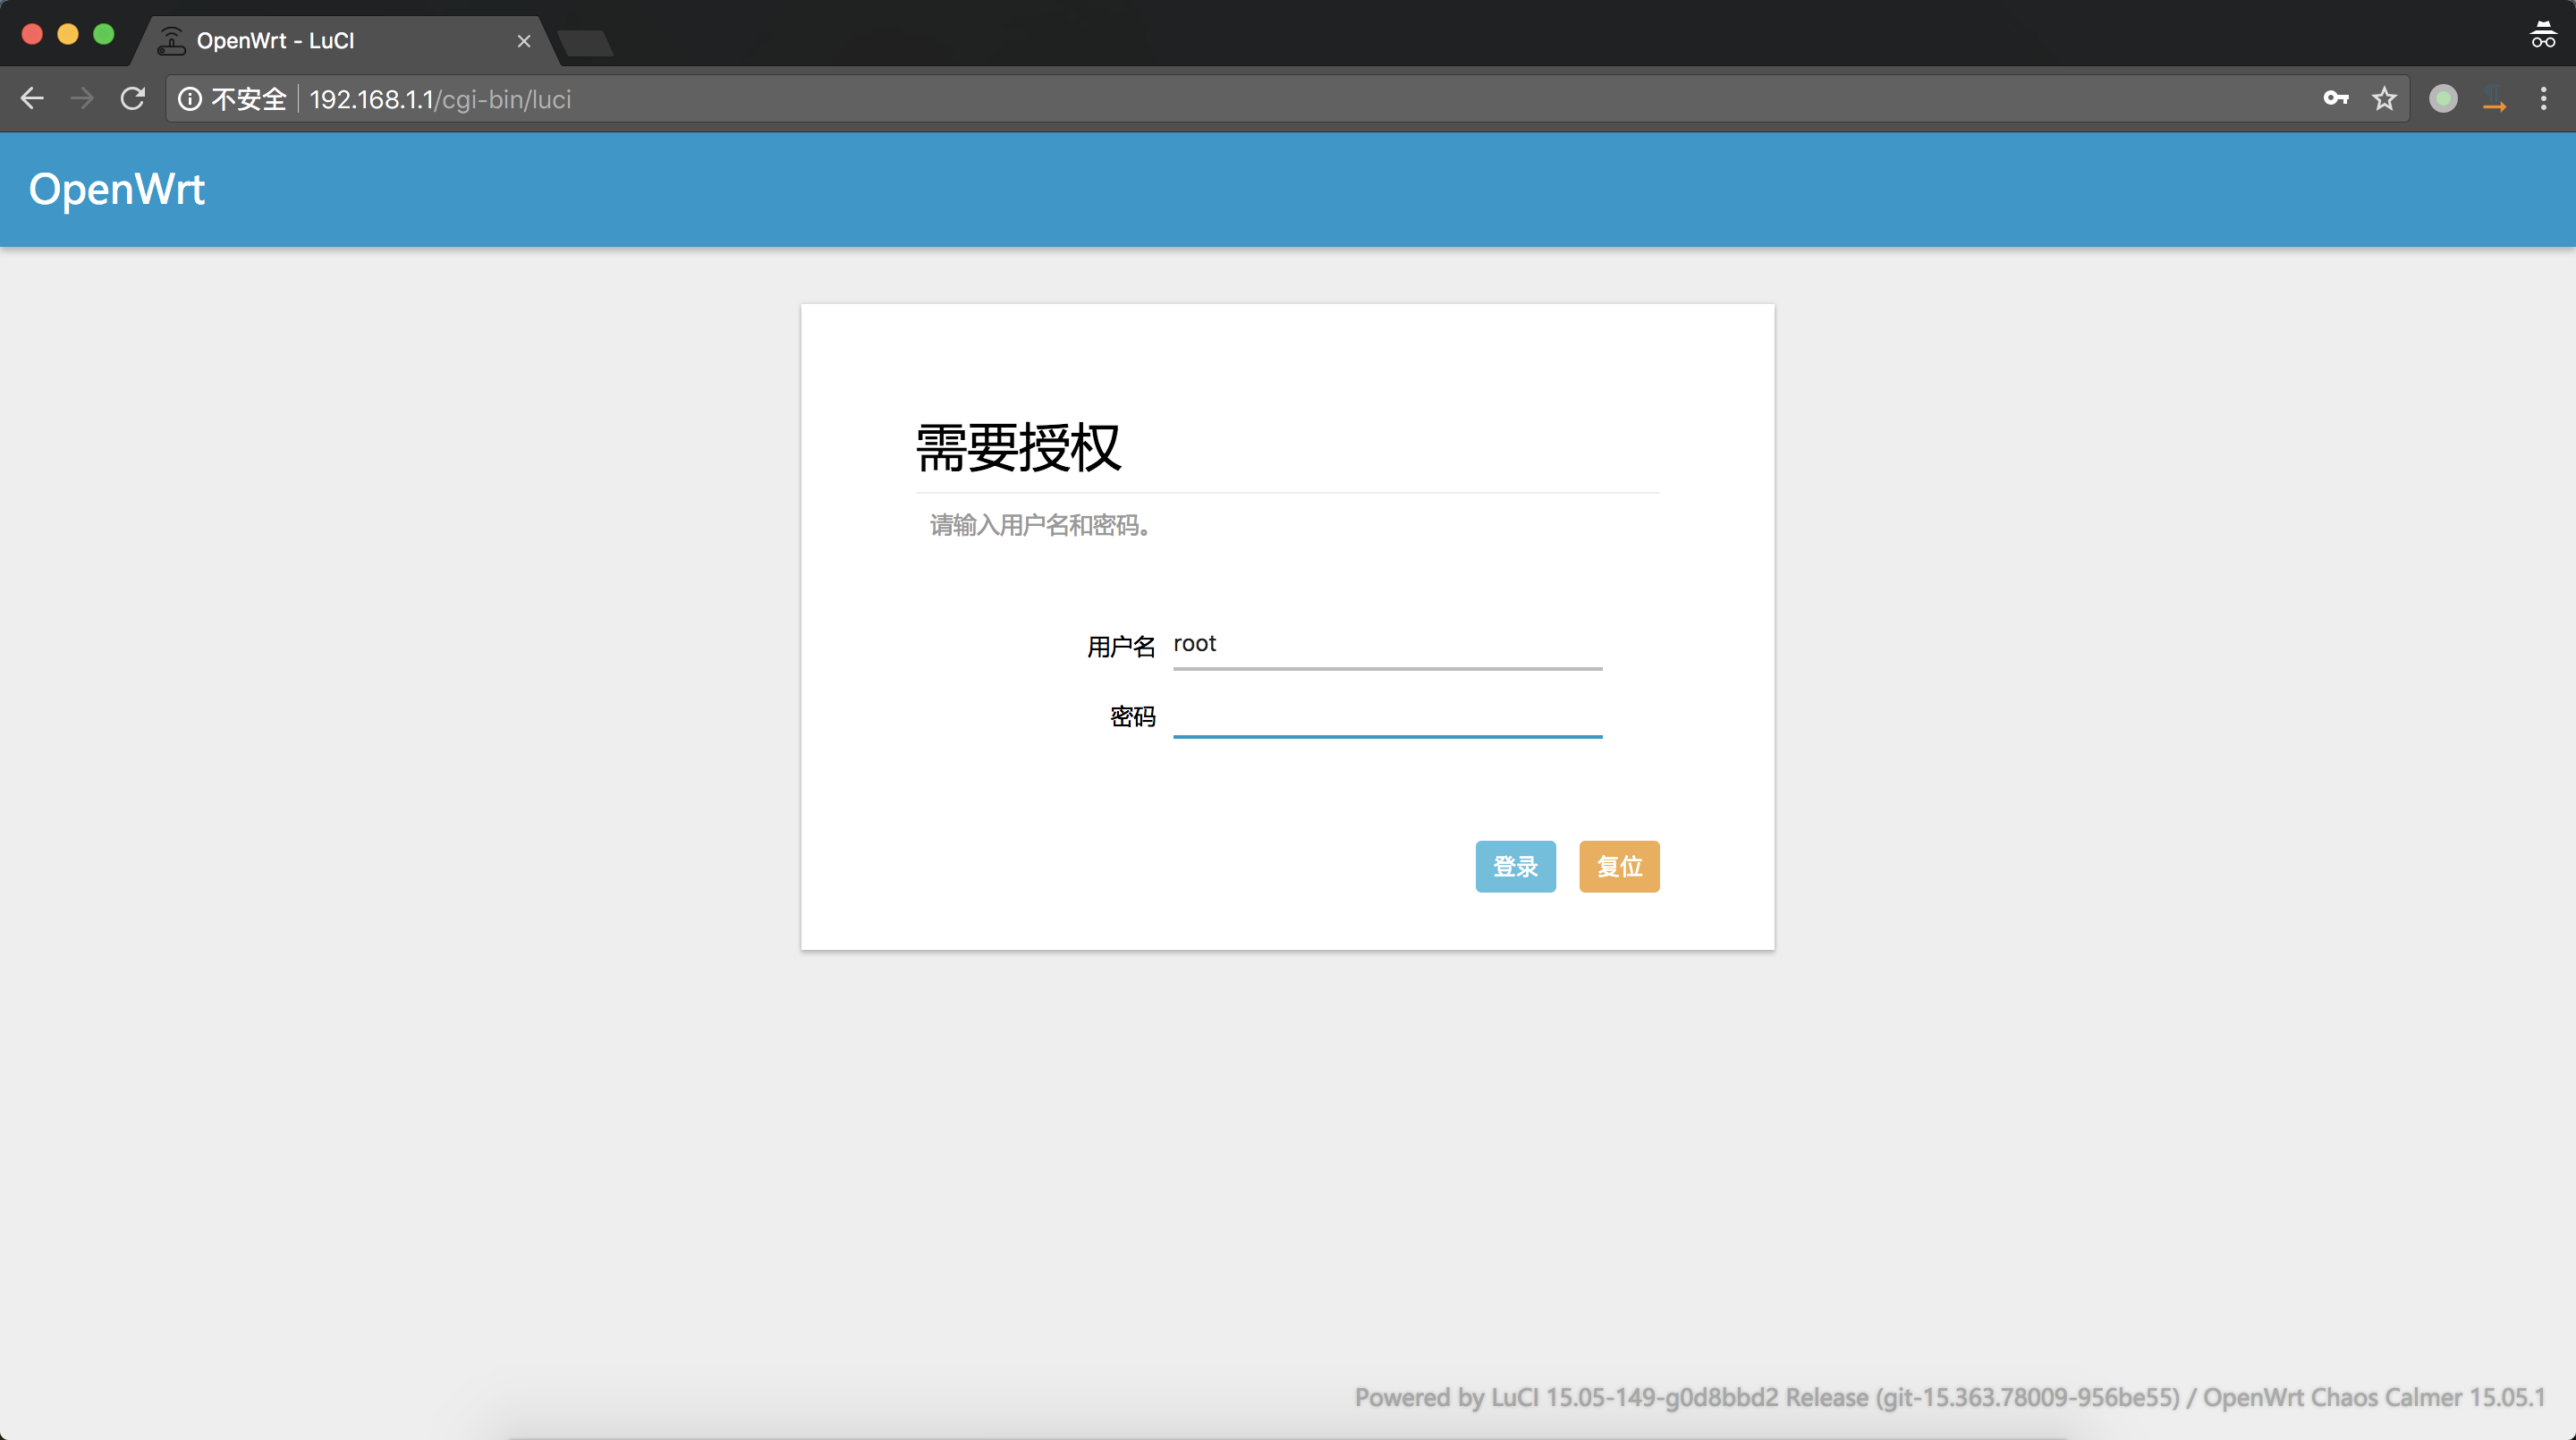 OpenWrt - LuCI
不安全 192.168.1.1/cgi-bin/luci
OpenWrt
需要授权
请输入用户名和密码。
用户名 root
密码
登录 复位
Powered by LuCI 15.05-149-g0d8bbd2 Release (git-15.363.78009-956be55) / OpenWrt Chaos Calmer 15.05.1